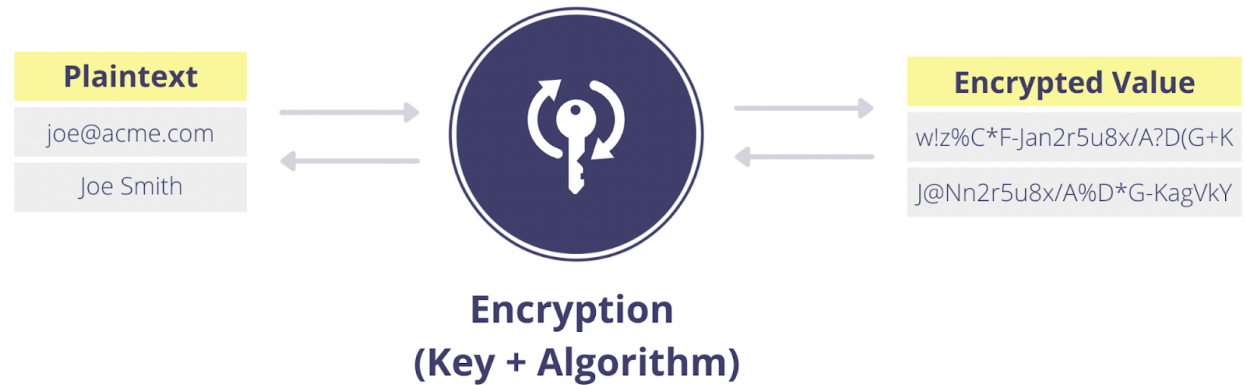 Plaintext
joe@acme.com
Joe Smith
Encryption
(Key + Algorithm)
Encrypted Value
w!z%C*F-Jan2r5u8x/A?D(G+K
J@Nn2r5u8x/A%D*G-KagVkY